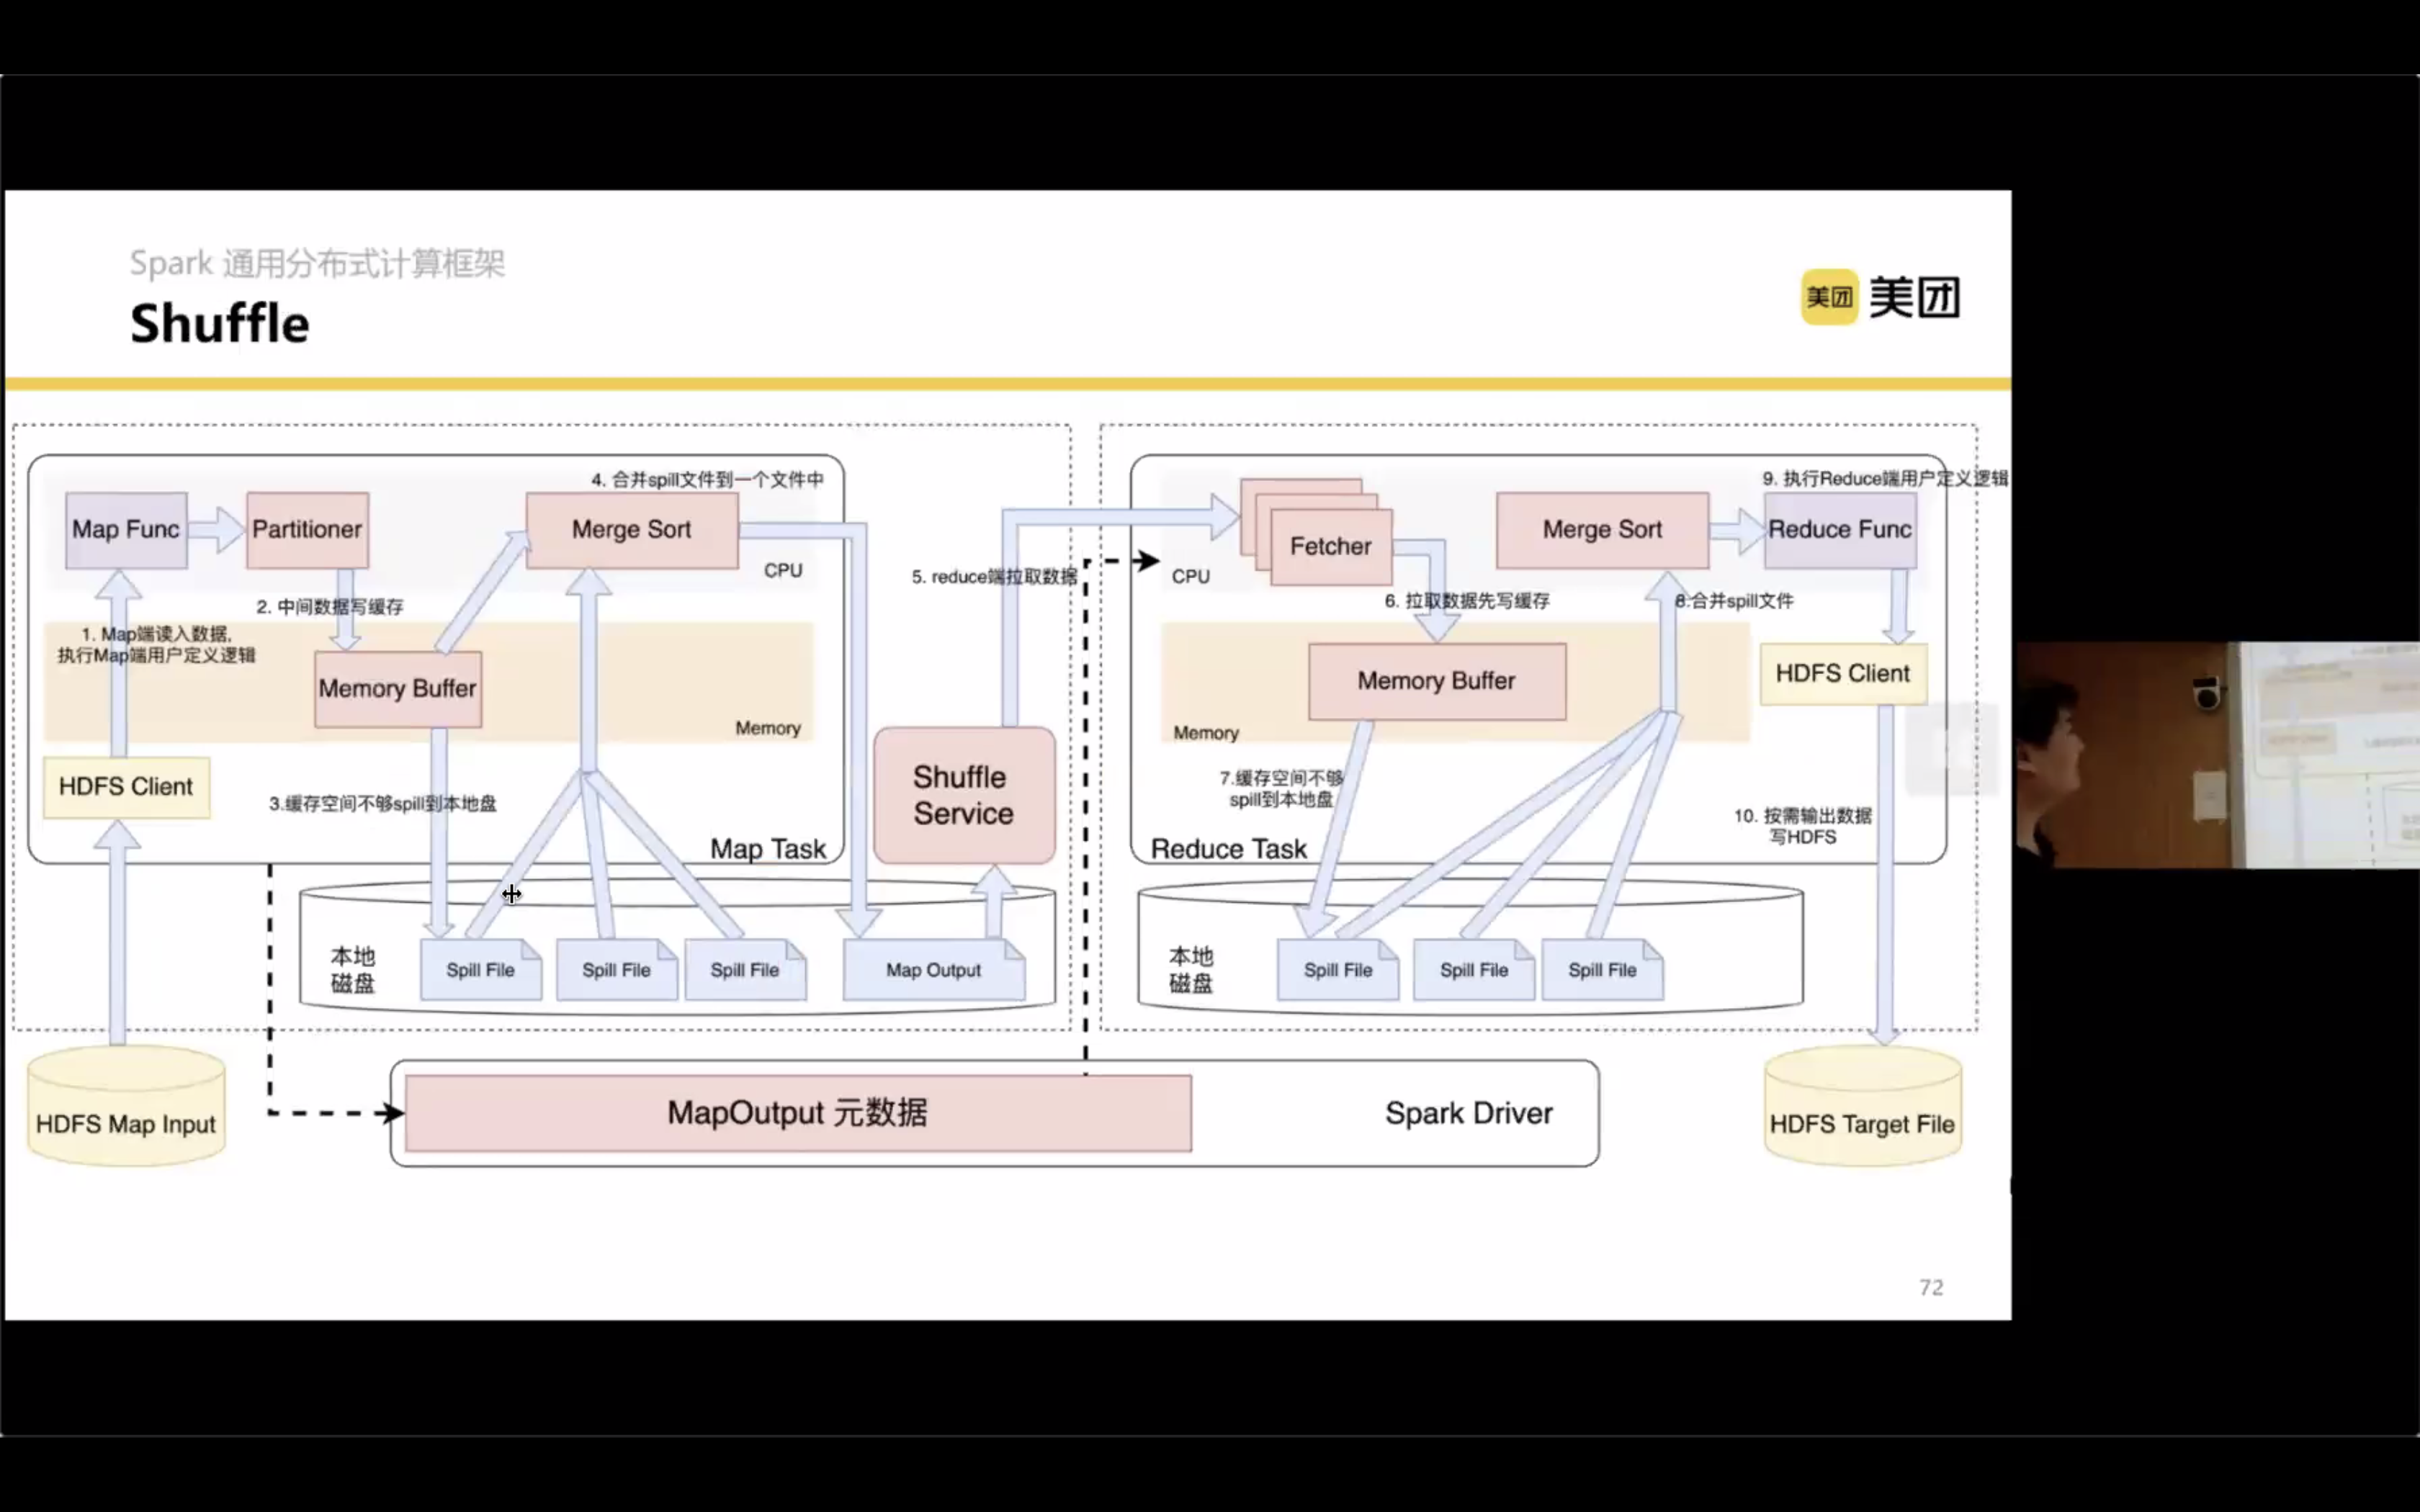 Spark 通用分布式计算框架
Shuffle
美团 美团
4. 合并spill文件到一个文件中
Map Func
Partitioner
Merge Sort
CPU
2. 中间数据写缓存
1. Map端读入数据,
执行Map端用户定义逻辑
Memory Buffer
Memory
HDFS Client
3.缓存空间不够spill到本地盘
Map Task
5. reduce端拉取数据
Shuffle
Service
本地
磁盘
Spill File
Spill File
Spill File
Map Output
9. 执行Reduce端用户定义逻辑
Fetcher
Merge Sort
Reduce Func
CPU
6. 拉取数据先写缓存
8.合并spill文件
Memory Buffer
HDFS Client
Memory
7.缓存空间不够
spill到本地盘
10. 按需输出数据
写HDFS
Reduce Task
本地
磁盘
Spill File
Spill File
Spill File
HDFS Map Input
MapOutput 元数据
Spark Driver
HDFS Target File
72